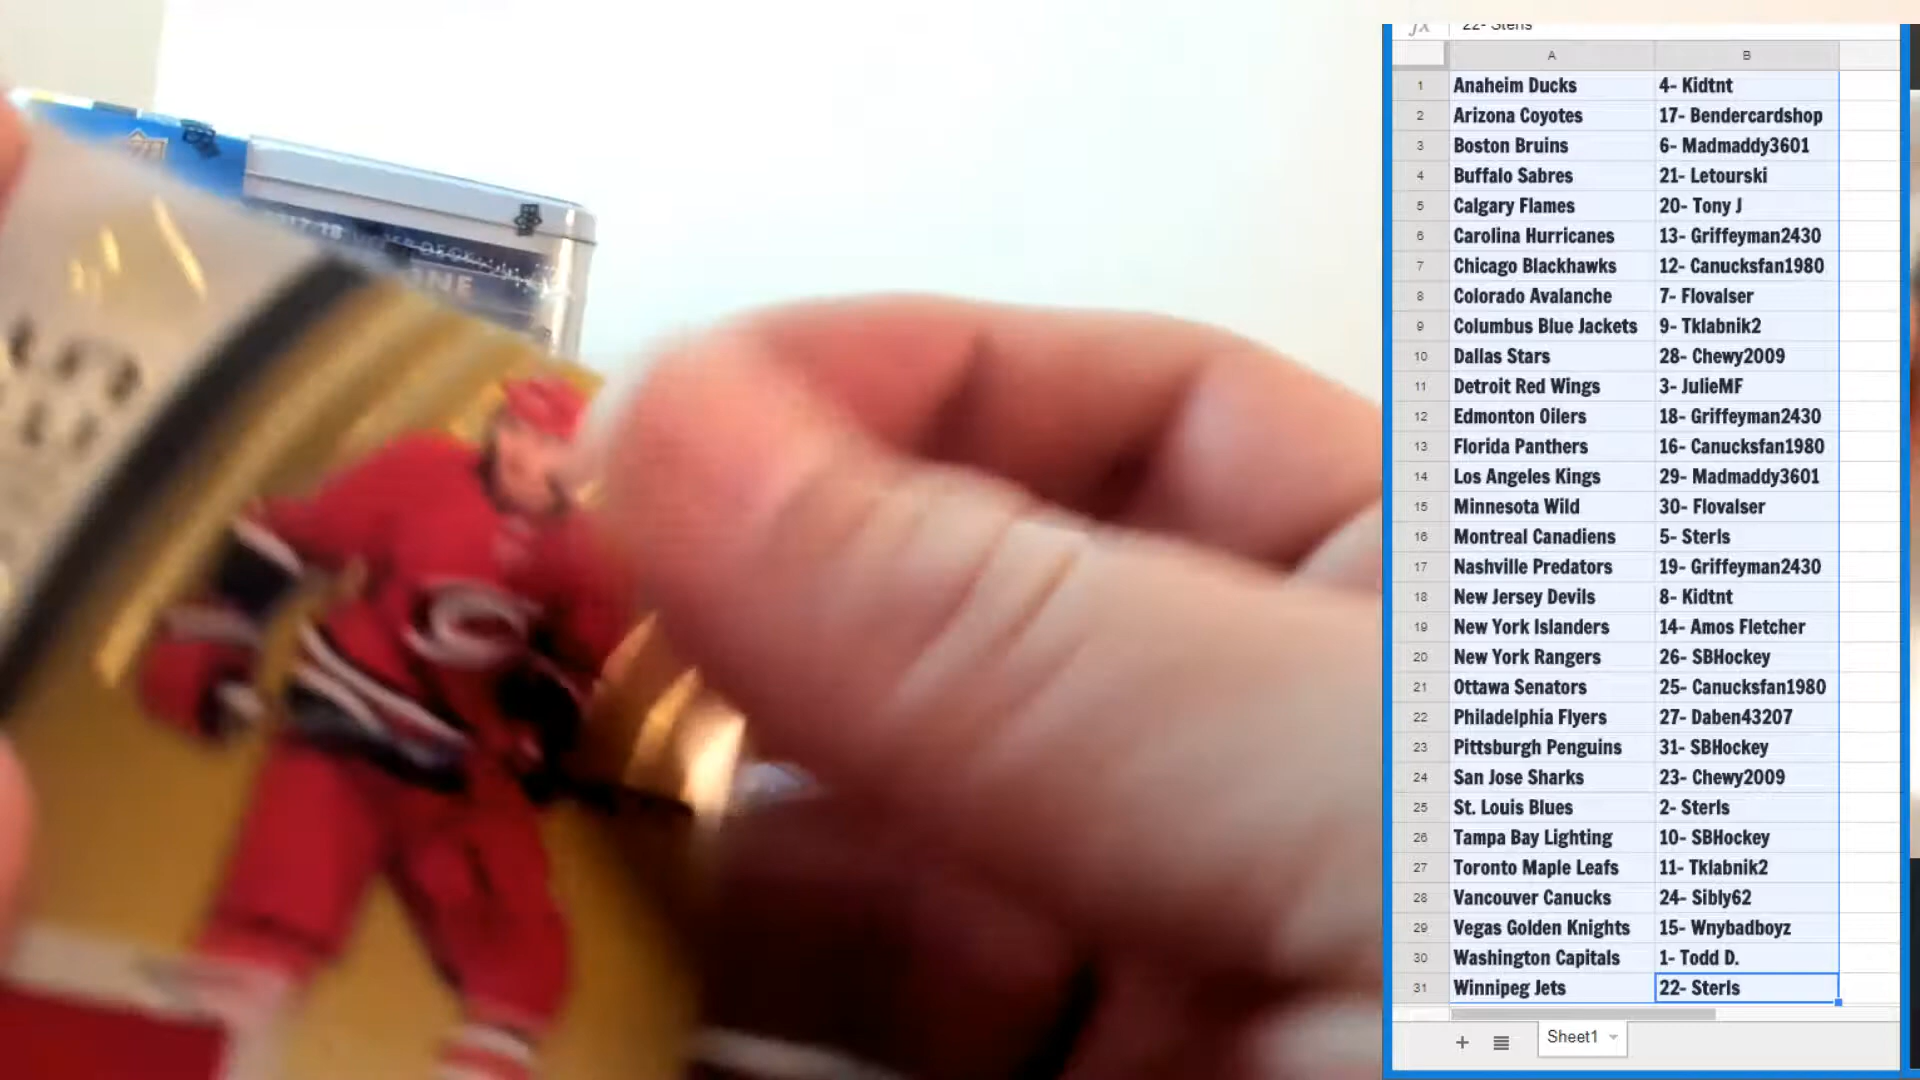 22- Sterls
A B
1 Anaheim Ducks 4- Kidtnt
2 Arizona Coyotes 17- Bendercardshop
3 Boston Bruins 6- Madmaddy3601
4 Buffalo Sabres 21- Letourski
5 Calgary Flames 20- Tony J
6 Carolina Hurricanes 13- Griffeyman2430
7 Chicago Blackhawks 12- Canucksfan1980
8 Colorado Avalanche 7- Flovalser
9 Columbus Blue Jackets 9- Tklabnik2
10 Dallas Stars 28- Chewy2009
11 Detroit Red Wings 3- JulieMF
12 Edmonton Oilers 18- Griffeyman2430
13 Florida Panthers 16- Canucksfan1980
14 Los Angeles Kings 29- Madmaddy3601
15 Minnesota Wild 30- Flovalser
16 Montreal Canadiens 5- Sterls
17 Nashville Predators 19- Griffeyman2430
18 New Jersey Devils 8- Kidtnt
19 New York Islanders 14- Amos Fletcher
20 New York Rangers 26- SBHockey
21 Ottawa Senators 25- Canucksfan1980
22 Philadelphia Flyers 27- Daben43207
23 Pittsburgh Penguins 31- SBHockey
24 San Jose Sharks 23- Chewy2009
25 St. Louis Blues 2- Sterls
26 Tampa Bay Lighting 10- SBHockey
27 Toronto Maple Leafs 11- Tklabnik2
28 Vancouver Canucks 24- Sibly62
29 Vegas Golden Knights 15- Wnybadboyz
30 Washington Capitals 1- Todd D.
31 Winnipeg Jets 22- Sterls
Sheet1